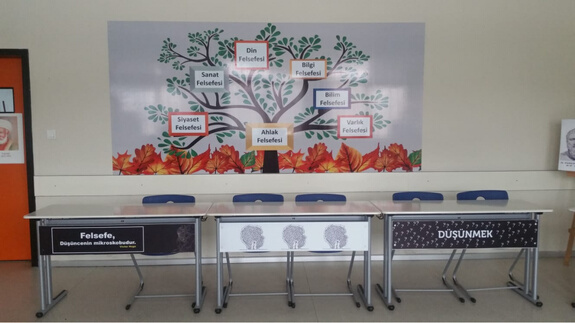 Din
Felsefesi
Bilgi
Felsefesi
Sanat
Felsefesi
Bilim
Felsefesi
Siyaset
Felsefesi
Ahlak
Felsefesi
Varlık
Felsefesi
Felsefe,
Düşüncenin mikroskobudur.
DÜŞÜNMEK